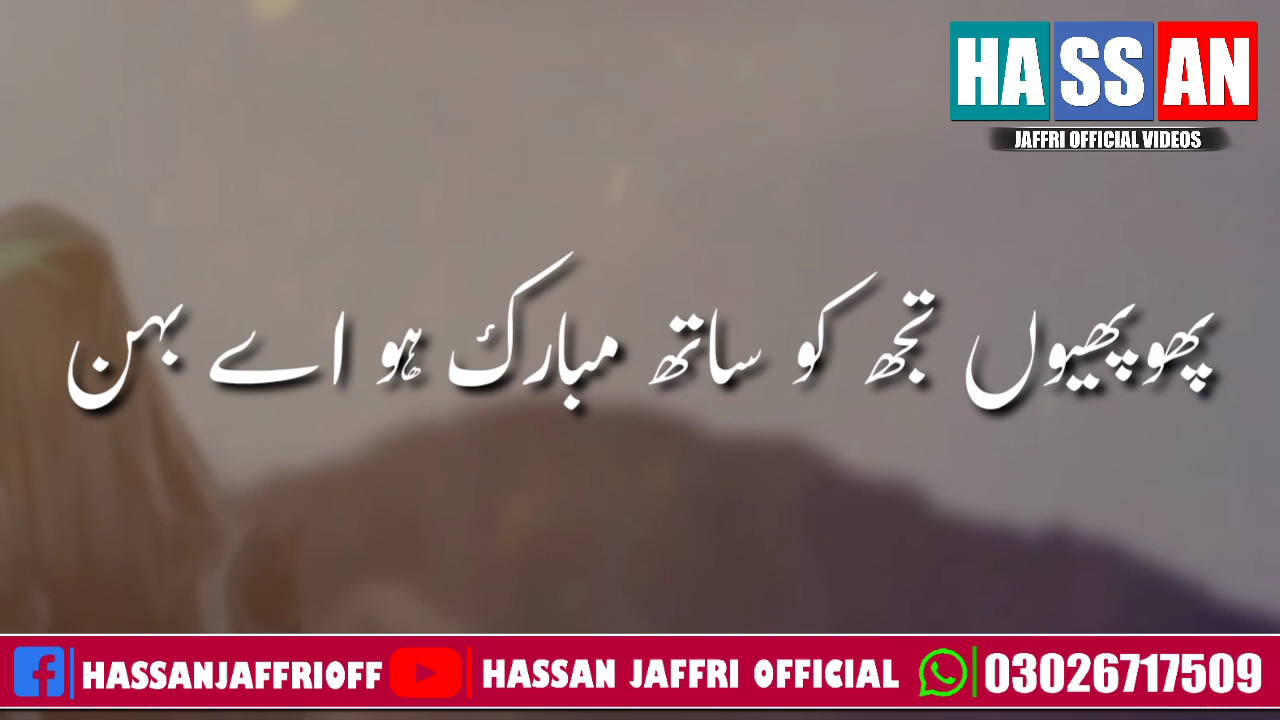 HASSAN
JAFFRI OFFICIAL VIDEOS
پھوپھیوں تجھ کو ساتھ مبارک ہو اے بہن
HASSANJAFFRIOFF HASSAN JAFFRI OFFICIAL 03026717509